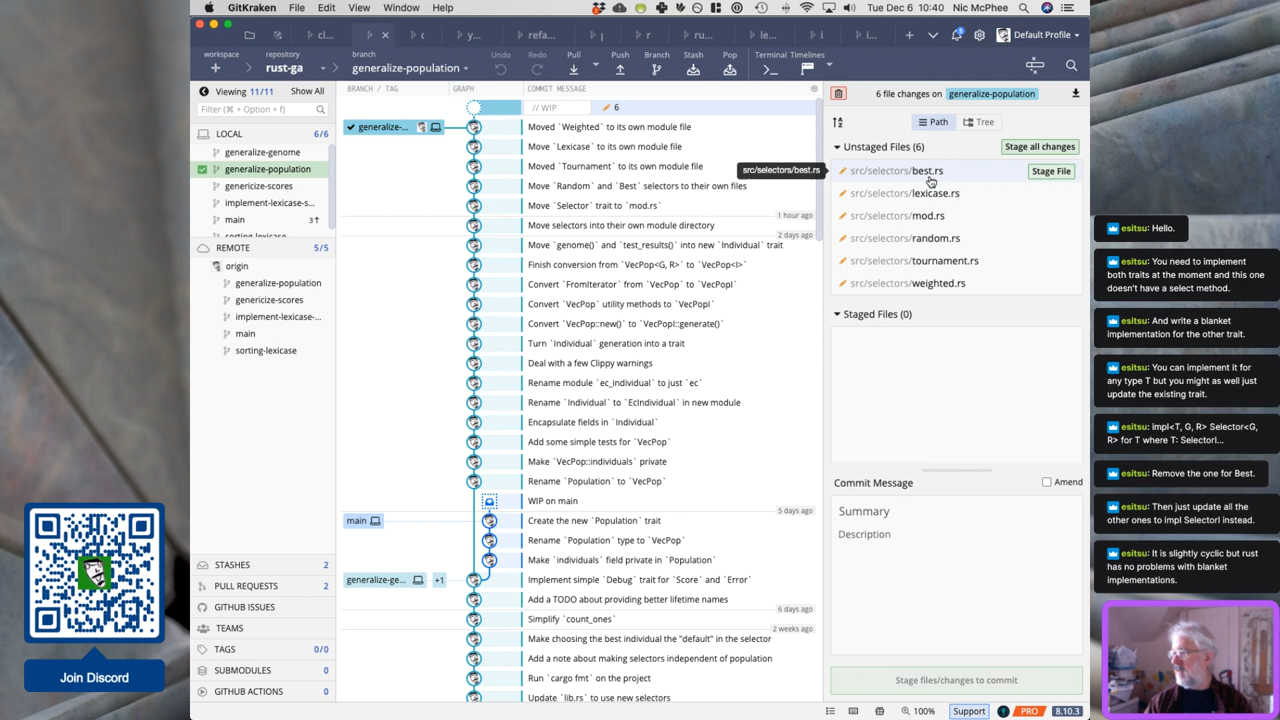 GitKraken File Edit View Window Help
Tue Dec 6 10:40 Nic McPhee
Default Profile
workspace
repository
rust-ga
branch
generalize-population
Undo
Redo
Pull
Push
Branch
Stash
Pop
Terminal
Timelines
Viewing 11/11 Show All
Filter (⌘ + Option + f)
LOCAL 6/6
generalize-genome
generalize-population
genericize-scores
implement-lexicase-s...
main 3↑
sorting-lexicase
REMOTE 5/5
origin
generalize-population
genericize-scores
implement-lexicase-...
main
sorting-lexicase
STASHES 2
PULL REQUESTS 2
GITHUB ISSUES
TEAMS
TAGS 0/0
SUBMODULES 0
GITHUB ACTIONS 0
BRANCH / TAG GRAPH COMMIT MESSAGE
// WIP 6
generalize-... Moved `Weighted` to its own module file
Move `Lexicase` to its own module file
Moved `Tournament` to its own module file
Move `Random` and `Best` selectors to their own files
Move `Selector` trait to `mod.rs`
1 hour ago
Move selectors into their own module directory
2 days ago
Move `genome()` and `test_results()` into new `Individual` trait
Finish conversion from `VecPop<G, R>` to `VecPop<I>`
Convert `FromIterator` from `VecPop` to `VecPopI`
Convert `VecPop` utility methods to `VecPopI`
Convert `VecPop::new()` to `VecPopI::generate()`
Turn `Individual` generation into a trait
Deal with a few Clippy warnings
Rename module `ec_individual` to just `ec`
Rename `Individual` to `EcIndividual` in new module
Encapsulate fields in `Individual`
Add some simple tests for `VecPop`
Make `VecPop::individuals` private
Rename `Population` to `VecPop`
WIP on main
5 days ago
main Create the new `Population` trait
Rename `Population` type to `VecPop`
Make `individuals` field private in `Population`
generalize-ge... +1 Implement simple `Debug` trait for `Score` and `Error`
Add a TODO about providing better lifetime names
6 days ago
Simplify `count_ones`
2 weeks ago
Make choosing the best individual the "default" in the selector
Add a note about making selectors independent of population
Run `cargo fmt` on the project
Update `lib.rs` to use new selectors
6 file changes on generalize-population
Path Tree
Unstaged Files (6) Stage all changes
src/selectors/best.rs
src/selectors/best.rs Stage File
src/selectors/lexicase.rs
src/selectors/mod.rs
src/selectors/random.rs
src/selectors/tournament.rs
src/selectors/weighted.rs
Staged Files (0)
Commit Message Amend
Summary
Description
Stage files/changes to commit
100% Support PRO 8.10.3
esitsu: Hello.
esitsu: You need to implement
both traits at the moment and this one
doesn't have a select method.
esitsu: And write a blanket
implementation for the other trait.
esitsu: You can implement it for
any type T but you might as well just
update the existing trait.
esitsu: impl<T, G, R> Selector<G,
R> for T where T: SelectorI...
esitsu: Remove the one for Best.
esitsu: Then just update all the
other ones to impl SelectorI instead.
esitsu: It is slightly cyclic but rust
has no problems with blanket
implementations.
Join Discord